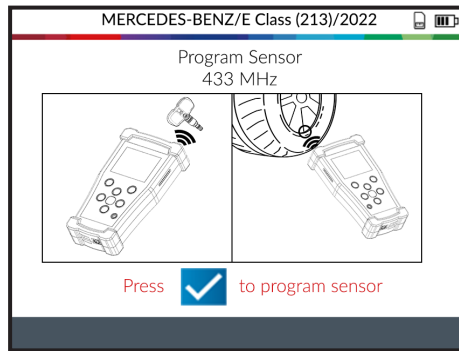 MERCEDES-BENZ/E Class (213)/2022
Program Sensor
433 MHz
Press to program sensor